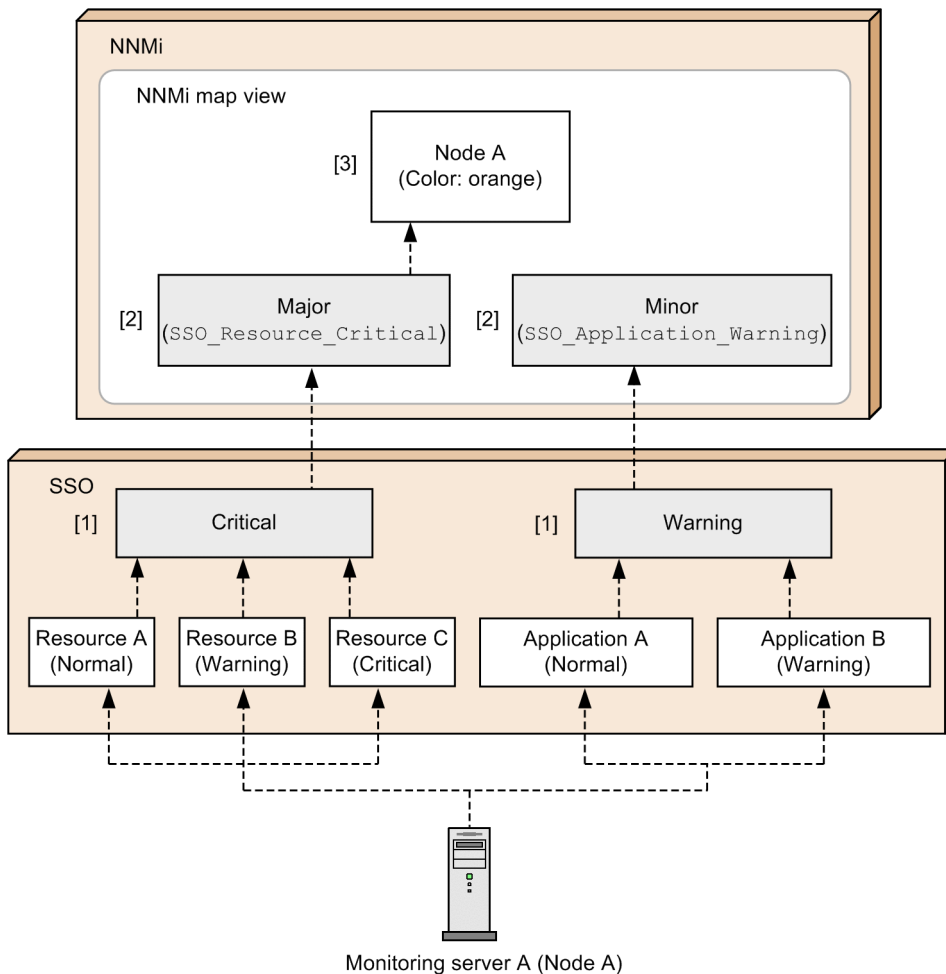 NNMi
NNMi map view
[3]
Node A
(Color: orange)
[2]
Major
(SSO_Resource_Critical)
[2]
Minor
(SSO_Application_Warning)
SSO
[1]
Critical
[1]
Warning
Resource A
(Normal)
Resource B
(Warning)
Resource C
(Critical)
Application A
(Normal)
Application B
(Warning)
Monitoring server A (Node A)